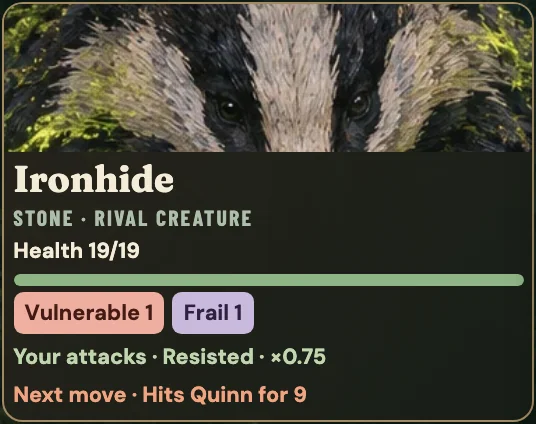 Ironhide
STONE · RIVAL CREATURE
Health 19/19
Vulnerable 1 Frail 1
Your attacks · Resisted · ×0.75
Next move · Hits Quinn for 9